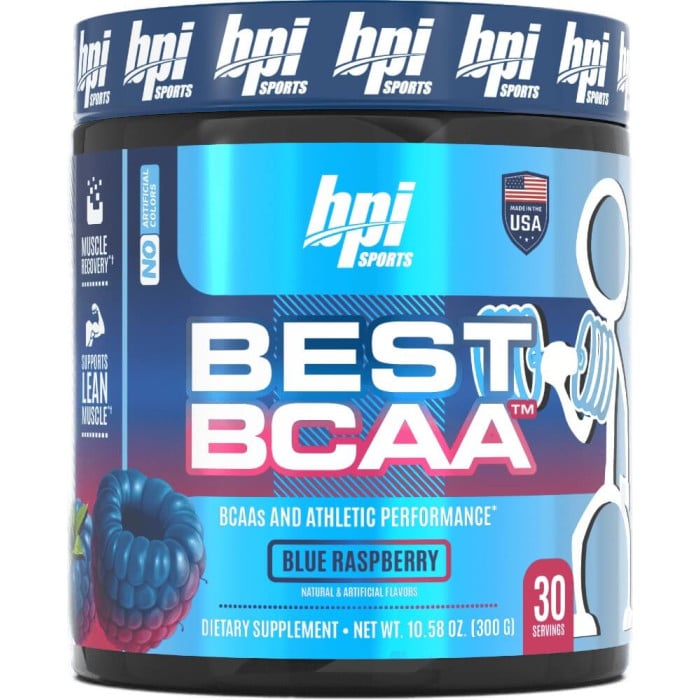 bpi SPORTS bpi SPORTS bpi SPORTS bpi SPORTS bpi SPORTS bpi SPORTS
NO ARTIFICIAL COLORS
MUSCLE
RECOVERY*†
SUPPORTS
LEAN
MUSCLE*†
bpi
SPORTS
MADE IN THE
USA
BEST
BCAA™
BCAAs AND ATHLETIC PERFORMANCE*
BLUE RASPBERRY
NATURAL & ARTIFICIAL FLAVORS
DIETARY SUPPLEMENT • NET WT. 10.58 OZ. (300 G)
30
SERVINGS